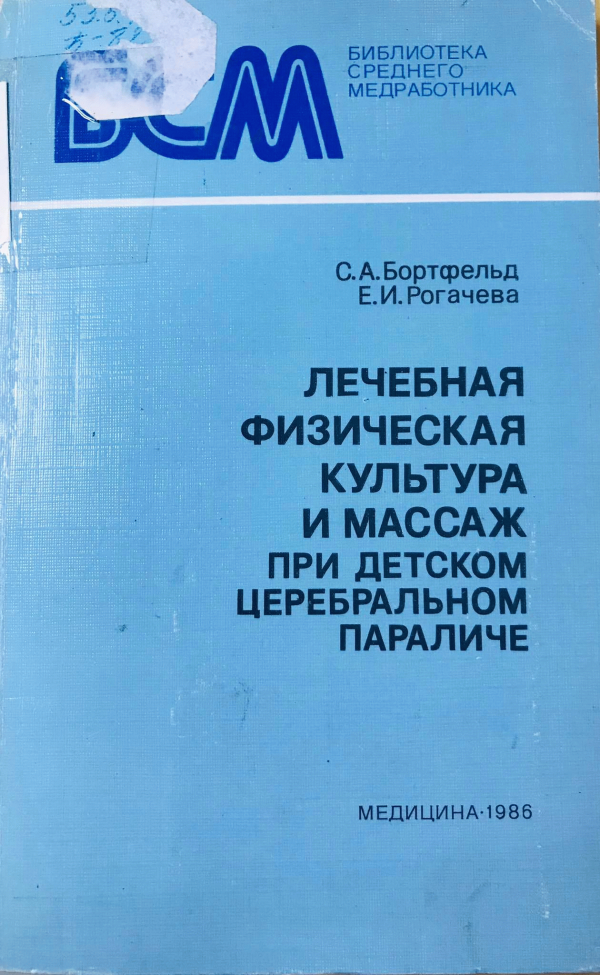 БСМ
БИБЛИОТЕКА
СРЕДНЕГО
МЕДРАБОТНИКА
С.А.Бортфельд
Е.И.Рогачева
ЛЕЧЕБНАЯ
ФИЗИЧЕСКАЯ
КУЛЬТУРА
И МАССАЖ
ПРИ ДЕТСКОМ
ЦЕРЕБРАЛЬНОМ
ПАРАЛИЧЕ
МЕДИЦИНА·1986